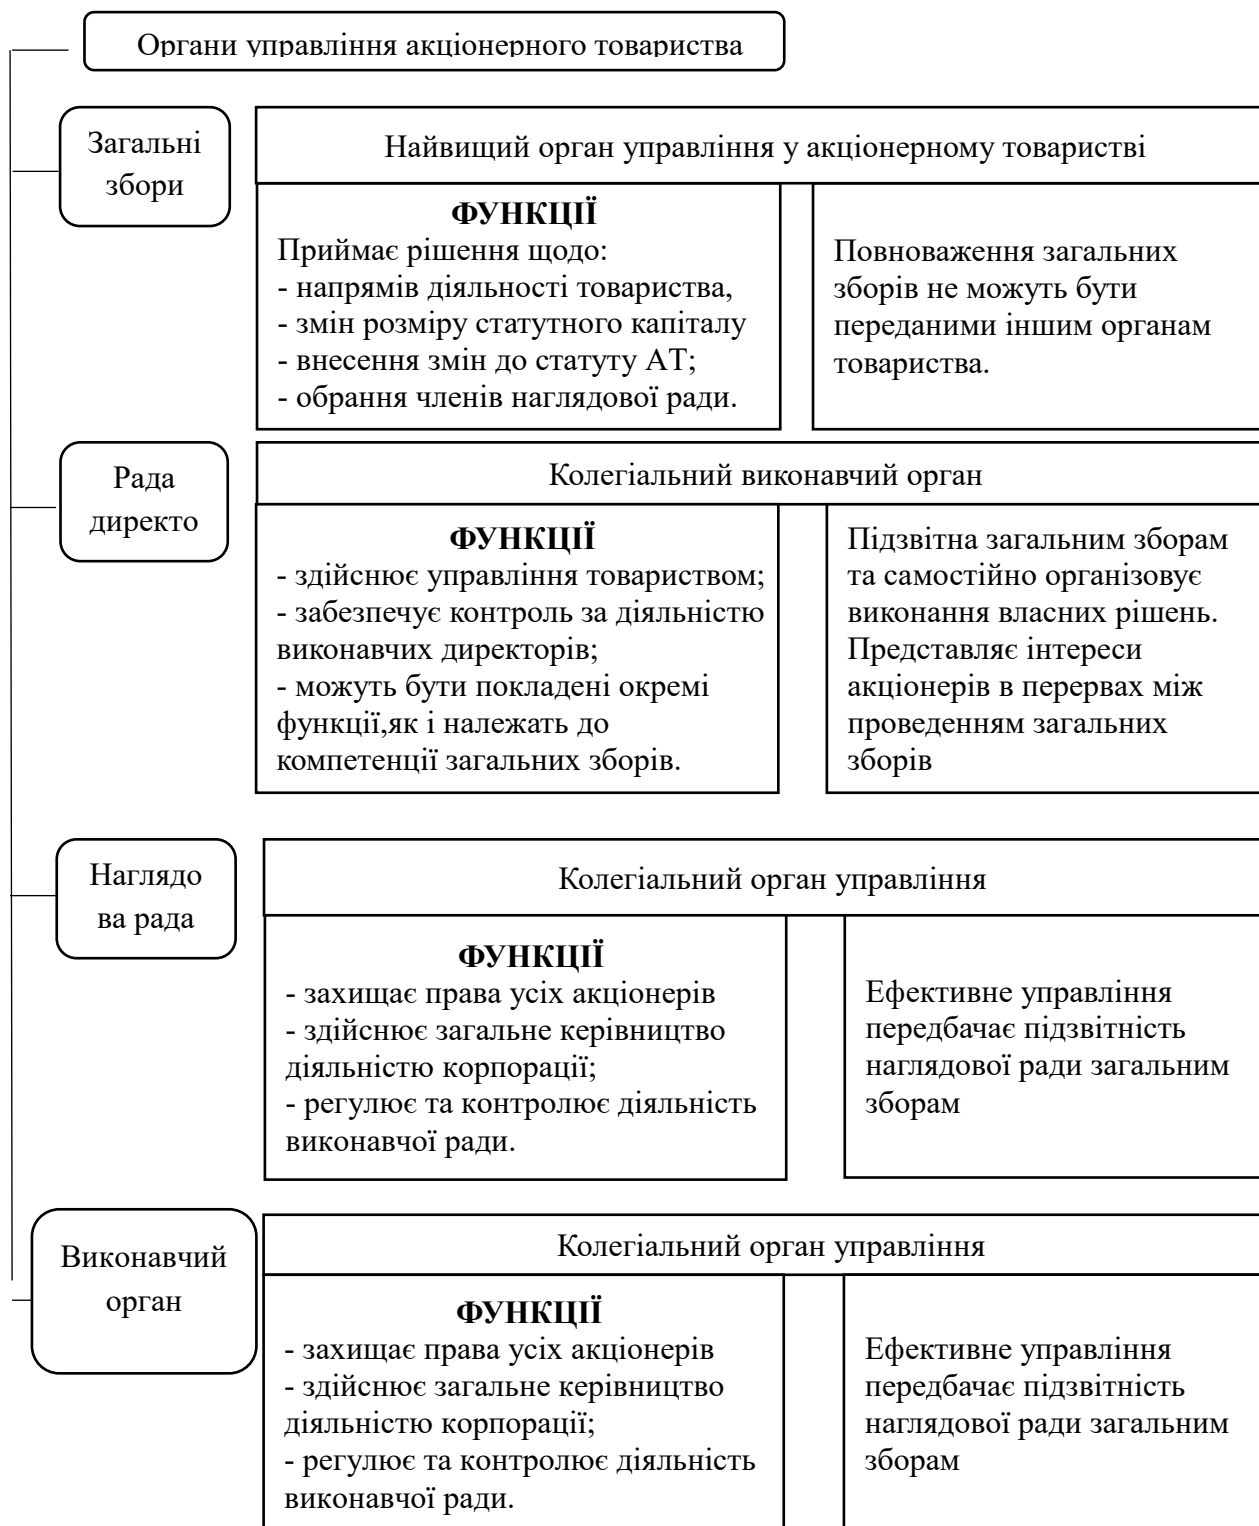 Органи управління акціонерного товариства
Загальні
збори
Найвищий орган управління у акціонерному товаристві
ФУНКЦІЇ
Приймає рішення щодо:
- напрямів діяльності товариства,
- змін розміру статутного капіталу
- внесення змін до статуту АТ;
- обрання членів наглядової ради.
Повноваження загальних
зборів не можуть бути
переданими іншим органам
товариства.
Рада
директо
Колегіальний виконавчий орган
ФУНКЦІЇ
- здійснює управління товариством;
- забезпечує контроль за діяльністю
виконавчих директорів;
- можуть бути покладені окремі
функції,як і належать до
компетенції загальних зборів.
Підзвітна загальним зборам
та самостійно організовує
виконання власних рішень.
Представляє інтереси
акціонерів в перервах між
проведенням загальних
зборів
Наглядо
ва рада
Колегіальний орган управління
ФУНКЦІЇ
- захищає права усіх акціонерів
- здійснює загальне керівництво
діяльністю корпорації;
- регулює та контролює діяльність
виконавчої ради.
Ефективне управління
передбачає підзвітність
наглядової ради загальним
зборам
Виконавчий
орган
Колегіальний орган управління
ФУНКЦІЇ
- захищає права усіх акціонерів
- здійснює загальне керівництво
діяльністю корпорації;
- регулює та контролює діяльність
виконавчої ради.
Ефективне управління
передбачає підзвітність
наглядової ради загальним
зборам